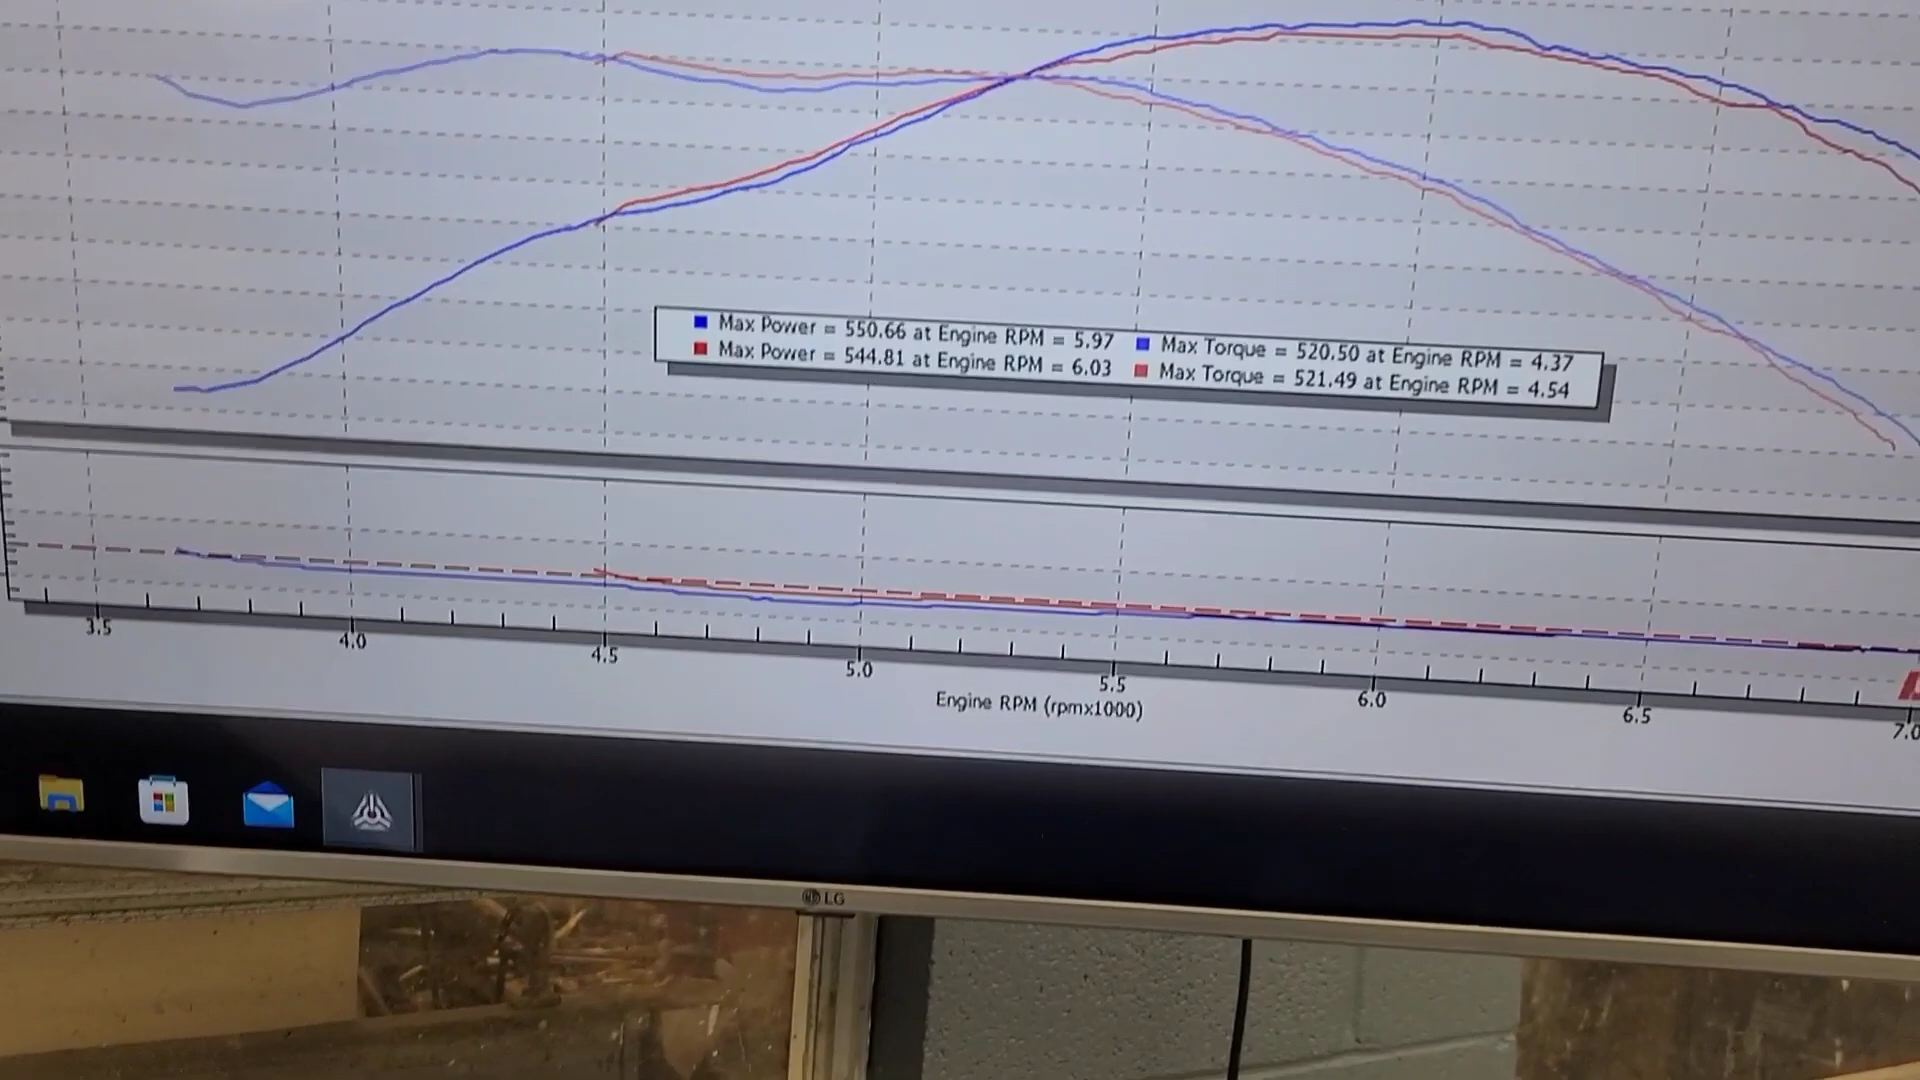 Max Power = 550.66 at Engine RPM = 5.97
Max Torque = 520.50 at Engine RPM = 4.37
Max Power = 544.81 at Engine RPM = 6.03
Max Torque = 521.49 at Engine RPM = 4.54
3.5 4.0 4.5 5.0 5.5 6.0 6.5 7.0
Engine RPM (rpmx1000)
LG